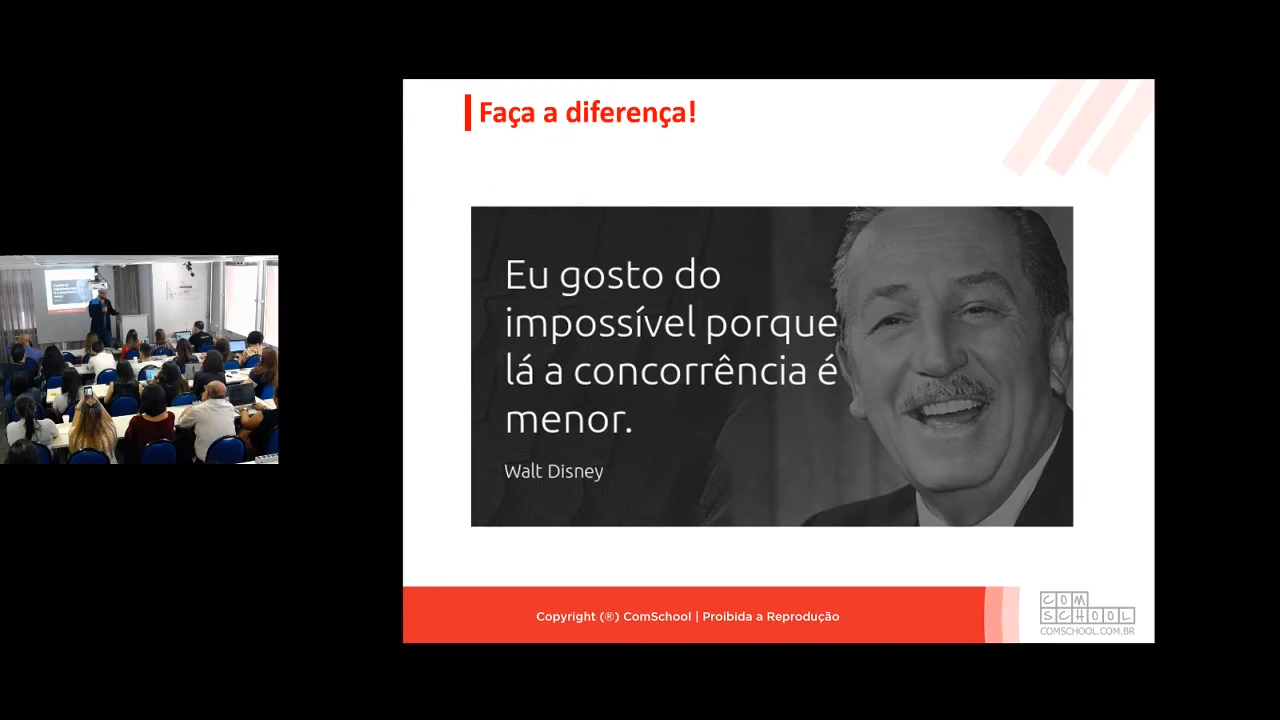 Faça a diferença!
Eu gosto do
impossível porque
lá a concorrência é
menor.
Walt Disney
Copyright (®) ComSchool | Proibida a Reprodução
COM
SCHOOL
COMSCHOOL.COM.BR